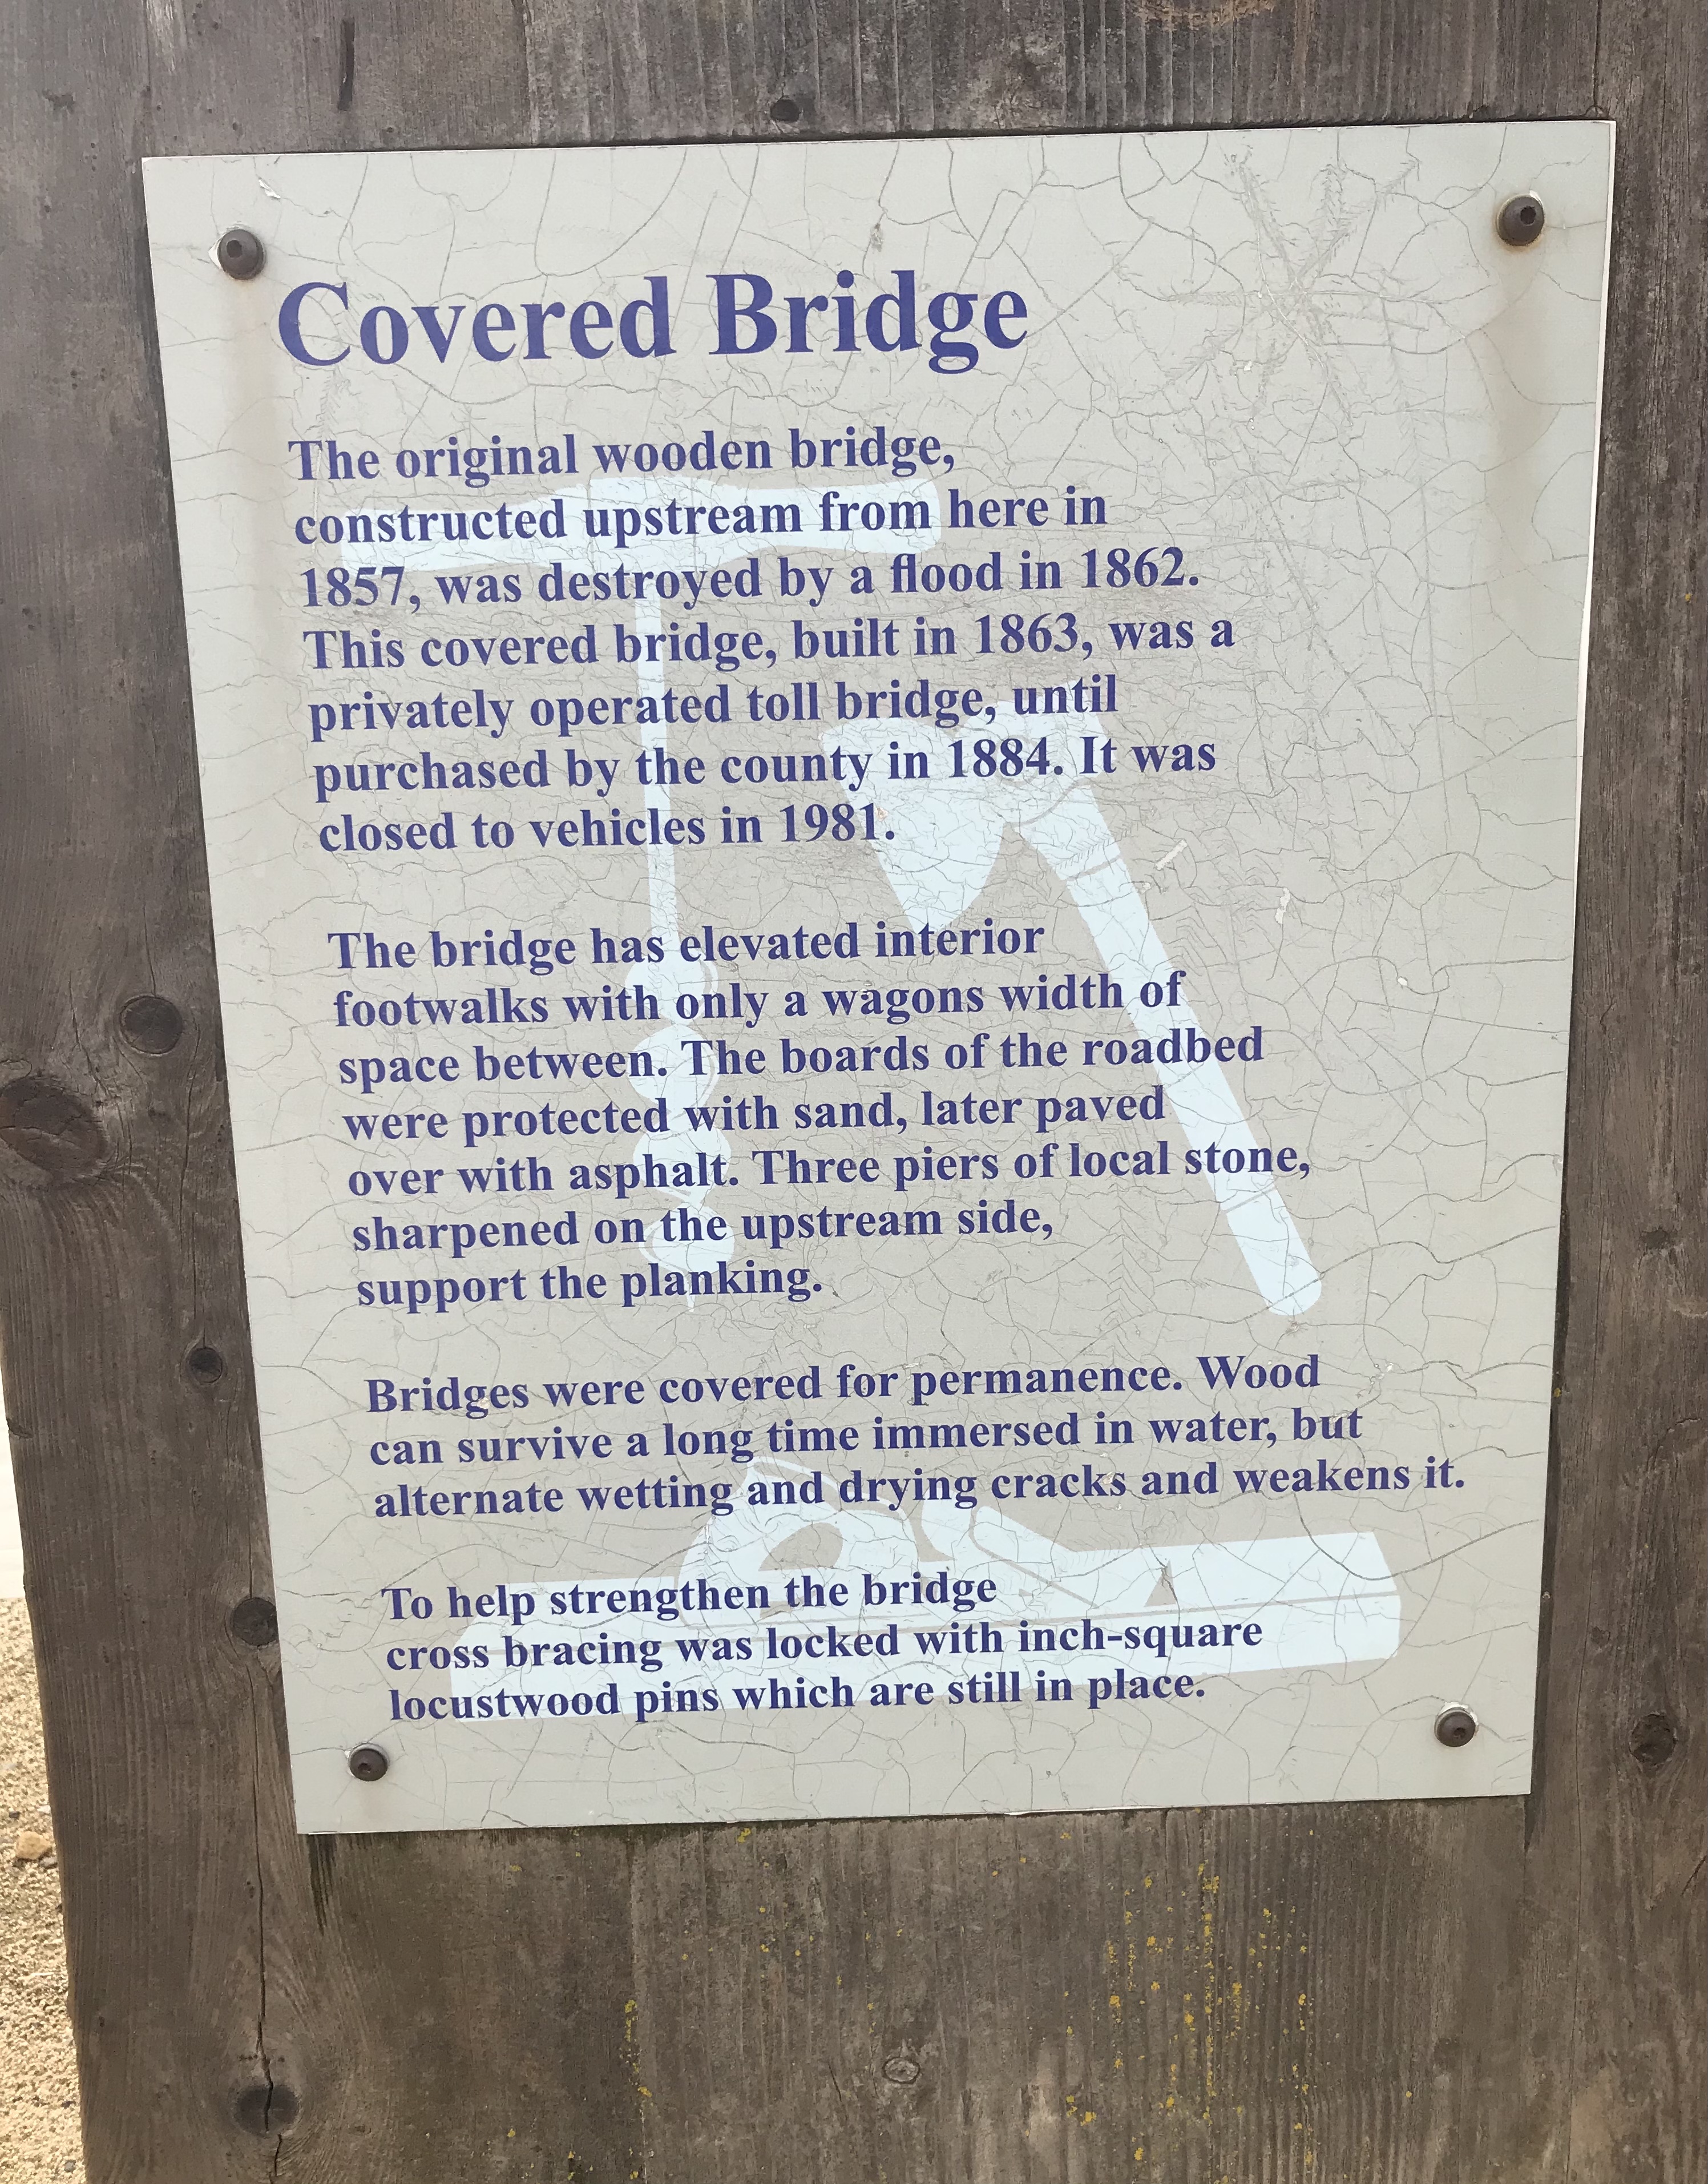 Covered Bridge
The original wooden bridge,
constructed upstream from here in
1857, was destroyed by a flood in 1862.
This covered bridge, built in 1863, was a
privately operated toll bridge, until
purchased by the county in 1884. It was
closed to vehicles in 1981.
The bridge has elevated interior
footwalks with only a wagons width of
space between. The boards of the roadbed
were protected with sand, later paved
over with asphalt. Three piers of local stone,
sharpened on the upstream side,
support the planking.
Bridges were covered for permanence. Wood
can survive a long time immersed in water, but
alternate wetting and drying cracks and weakens it.
To help strengthen the bridge
cross bracing was locked with inch-square
locustwood pins which are still in place.